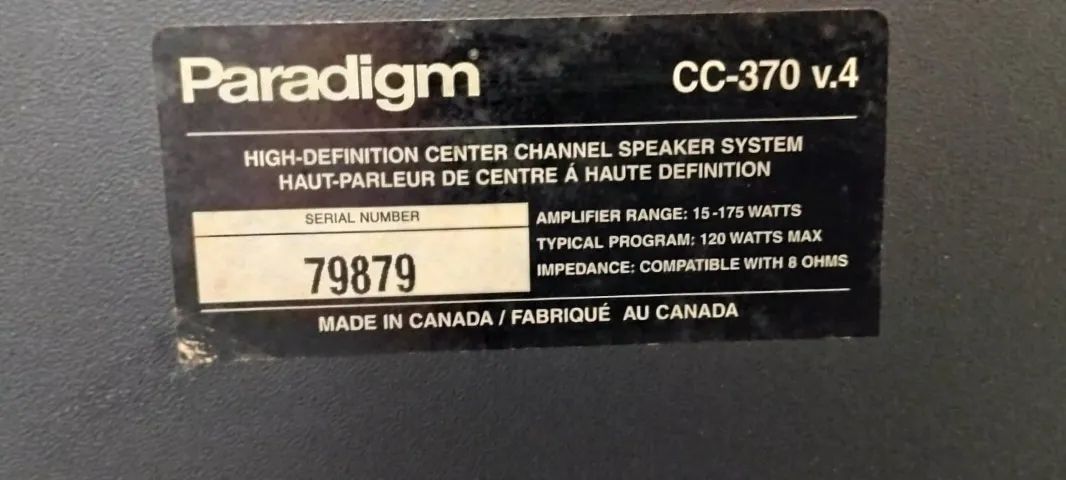 Paradigm CC-370 v.4
HIGH-DEFINITION CENTER CHANNEL SPEAKER SYSTEM
HAUT-PARLEUR DE CENTRE Á HAUTE DEFINITION
SERIAL NUMBER
79879
AMPLIFIER RANGE: 15-175 WATTS
TYPICAL PROGRAM: 120 WATTS MAX
IMPEDANCE: COMPATIBLE WITH 8 OHMS
MADE IN CANADA / FABRIQUÉ AU CANADA